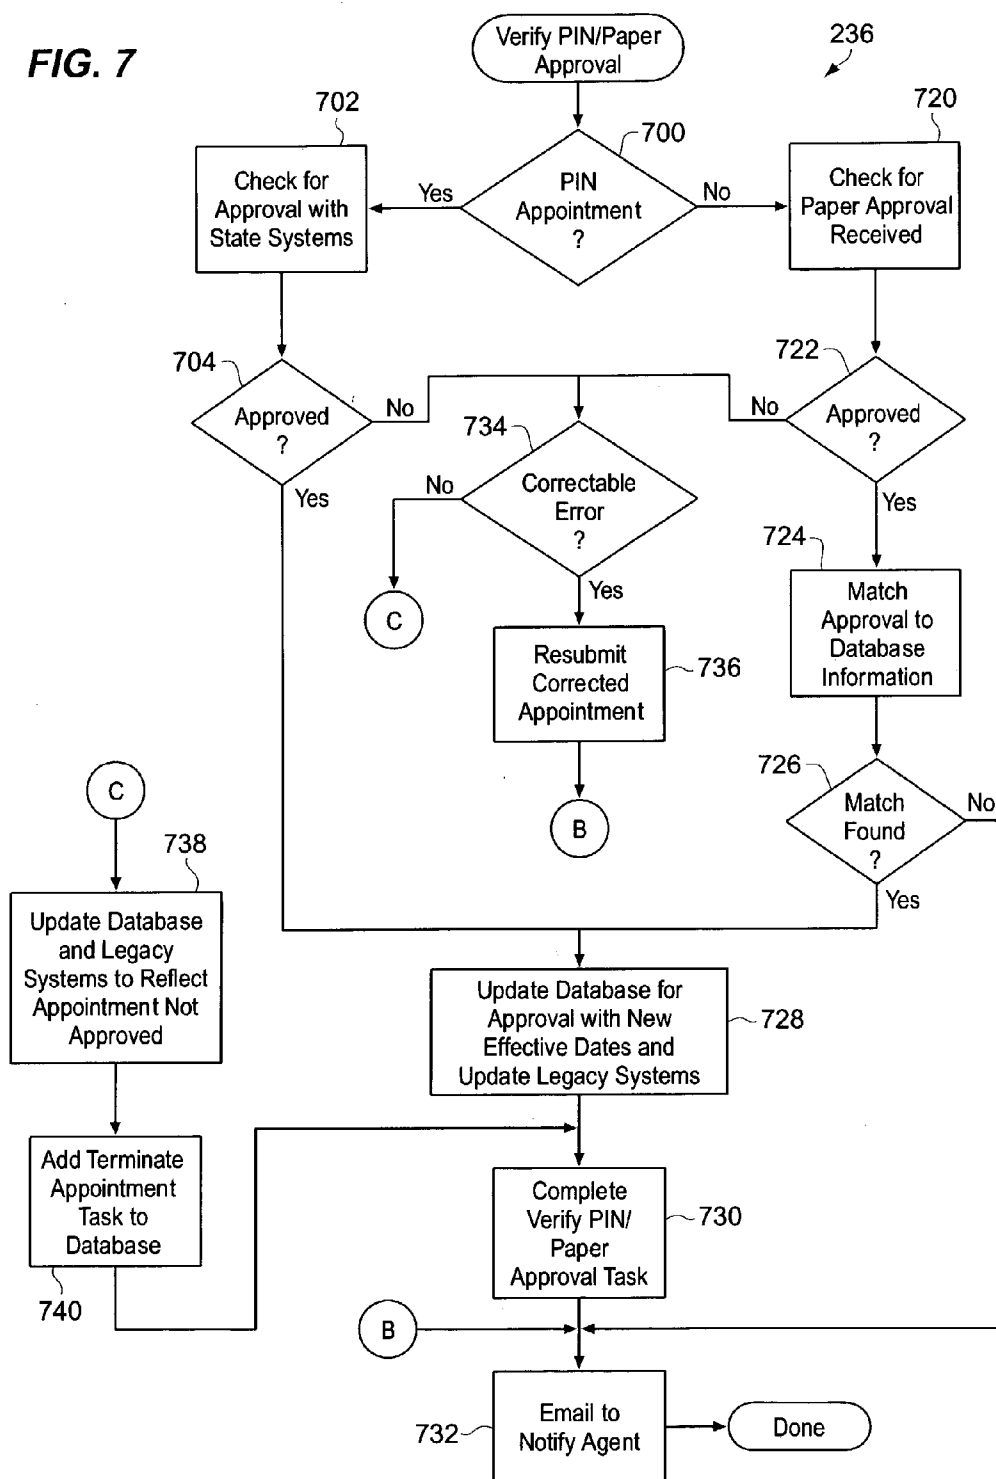 FIG. 7
Verify PIN/Paper
Approval
236
702
Check for
Approval with
State Systems
Yes
700
PIN
Appointment
?
No
720
Check for
Paper Approval
Received
704
Approved
?
No
Yes
722
Approved
?
No
Yes
734
Correctable
Error
?
No
Yes
C
Resubmit
Corrected
Appointment
736
B
724
Match
Approval to
Database
Information
726
Match
Found
?
No
Yes
C
738
Update Database
and Legacy
Systems to Reflect
Appointment Not
Approved
Add Terminate
Appointment
Task to
Database
740
Update Database for
Approval with New
Effective Dates and
Update Legacy Systems
728
Complete
Verify PIN/
Paper
Approval Task
730
B
732
Email to
Notify Agent
Done